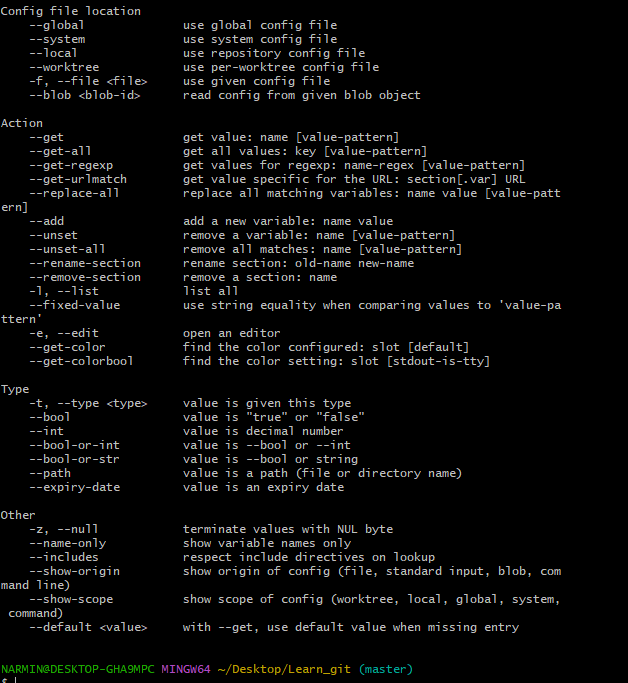 Config file location
    --global              use global config file
    --system              use system config file
    --local               use repository config file
    --worktree            use per-worktree config file
    -f, --file <file>     use given config file
    --blob <blob-id>      read config from given blob object

Action
    --get                 get value: name [value-pattern]
    --get-all             get all values: key [value-pattern]
    --get-regexp          get values for regexp: name-regex [value-pattern]
    --get-urlmatch        get value specific for the URL: section[.var] URL
    --replace-all         replace all matching variables: name value [value-patt
ern]
    --add                 add a new variable: name value
    --unset               remove a variable: name [value-pattern]
    --unset-all           remove all matches: name [value-pattern]
    --rename-section      rename section: old-name new-name
    --remove-section      remove a section: name
    -l, --list            list all
    --fixed-value         use string equality when comparing values to 'value-pa
ttern'
    -e, --edit            open an editor
    --get-color           find the color configured: slot [default]
    --get-colorbool       find the color setting: slot [stdout-is-tty]

Type
    -t, --type <type>     value is given this type
    --bool                value is "true" or "false"
    --int                 value is decimal number
    --bool-or-int         value is --bool or --int
    --bool-or-str         value is --bool or string
    --path                value is a path (file or directory name)
    --expiry-date         value is an expiry date

Other
    -z, --null            terminate values with NUL byte
    --name-only           show variable names only
    --includes            respect include directives on lookup
    --show-origin         show origin of config (file, standard input, blob, com
mand line)
    --show-scope          show scope of config (worktree, local, global, system,
 command)
    --default <value>     with --get, use default value when missing entry

NARMIN@DESKTOP-GHA9MPC MINGW64 ~/Desktop/Learn_git (master)
$